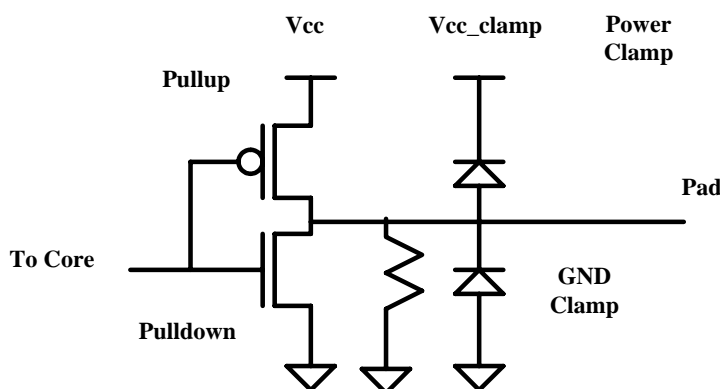 Vcc
Vcc_clamp
Power
Clamp
Pullup
Pad
To Core
GND
Clamp
Pulldown